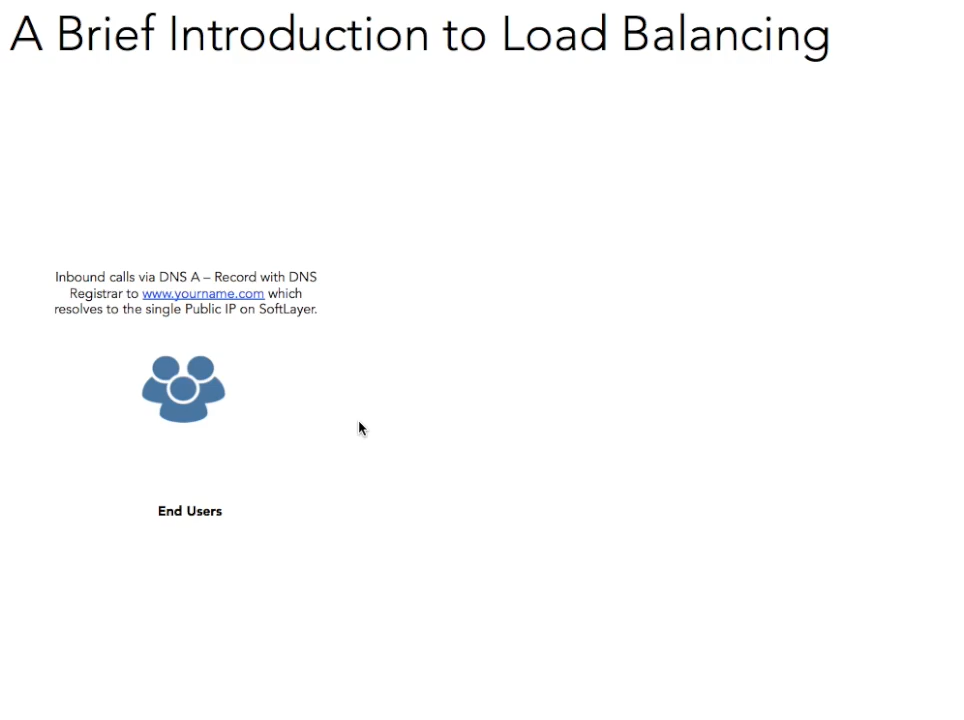 A Brief Introduction to Load Balancing
Inbound calls via DNS A – Record with DNS
Registrar to www.yourname.com which
resolves to the single Public IP on SoftLayer.
End Users